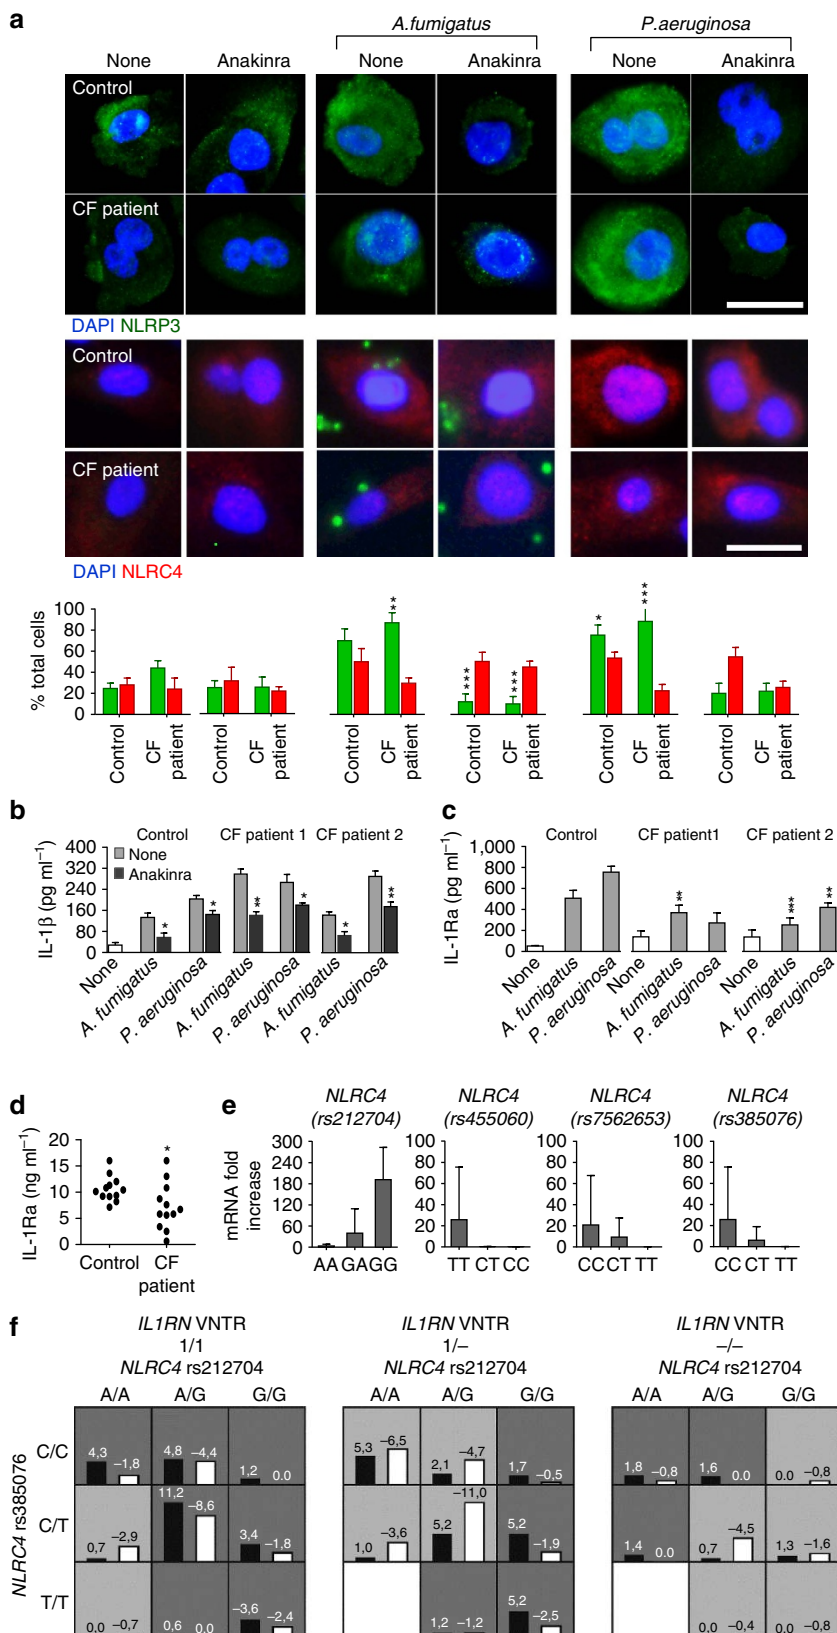 a
A.fumigatus P.aeruginosa
None Anakinra None Anakinra None Anakinra
Control
CF patient
DAPI NLRP3
Control
CF patient
DAPI NLRC4
% total cells
100
80
60
40
20
0
** *** *** * ***
Control CF patient Control CF patient Control CF patient Control CF patient Control CF patient Control CF patient
b
IL-1β (pg ml⁻¹)
Control CF patient 1 CF patient 2
None
Anakinra
400
320
240
160
80
0
* * ** * * **
None A. fumigatus P. aeruginosa A. fumigatus P. aeruginosa A. fumigatus P. aeruginosa
c
IL-1Ra (pg ml⁻¹)
Control CF patient1 CF patient 2
1,000
800
600
400
200
0
** *** **
None A. fumigatus P. aeruginosa None A. fumigatus P. aeruginosa None A. fumigatus P. aeruginosa
d
IL-1Ra (ng ml⁻¹)
20
15
10
5
0
*
Control CF patient
e
mRNA fold increase
NLRC4 (rs212704)
300
240
180
120
60
0
AA GA GG
NLRC4 (rs455060)
100
80
60
40
20
0
TT CT CC
NLRC4 (rs7562653)
100
80
60
40
20
0
CC CT TT
NLRC4 (rs385076)
100
80
60
40
20
0
CC CT TT
f
IL1RN VNTR IL1RN VNTR IL1RN VNTR
1/1 1/– –/–
NLRC4 rs212704 NLRC4 rs212704 NLRC4 rs212704
A/A A/G G/G A/A A/G G/G A/A A/G G/G
NLRC4 rs385076
C/C 4,3 –1,8 4,8 –4,4 1,2 0.0 5,3 –6,5 2,1 –4,7 1,7 –0,5 1,8 –0,8 1,6 0.0 0.0 –0,8
C/T 0,7 –2,9 11,2 –8,6 3,4 –1,8 1,0 –3,6 5,2 –11,0 5,2 –1,9 1,4 0.0 0,7 –4,5 1,3 –1,6
T/T 0,0 –0,7 0,6 0,0 –3,6 –2,4 1,2 –1,2 5,2 –2,5 0,0 –0,4 0,0 –0,8